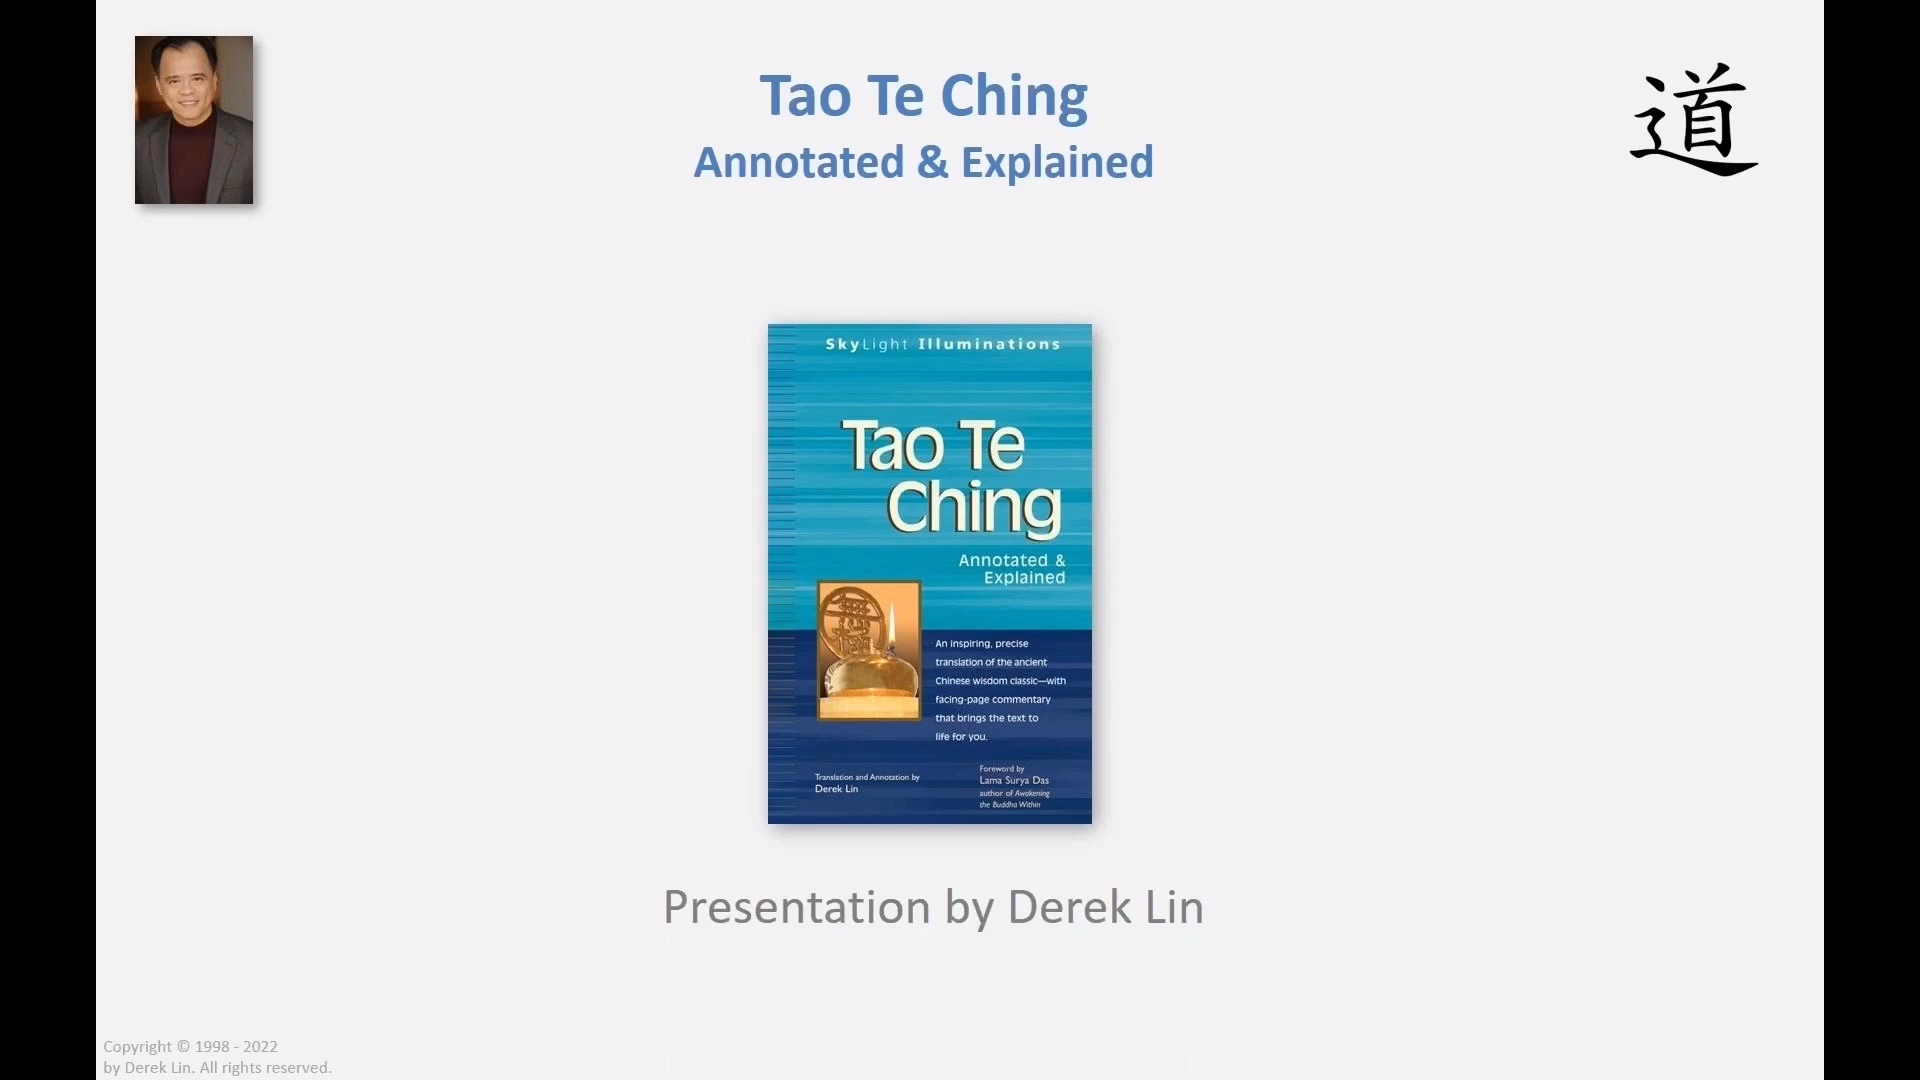 Tao Te Ching
Annotated & Explained
道
SkyLight Illuminations
Tao Te
Ching
Annotated &
Explained
An inspiring, precise
translation of the ancient
Chinese wisdom classic—with
facing-page commentary
that brings the text to
life for you.
Translation and Annotation by
Derek Lin
Foreword by
Lama Surya Das
author of Awakening
the Buddha Within
Presentation by Derek Lin
Copyright © 1998 - 2022
by Derek Lin. All rights reserved.